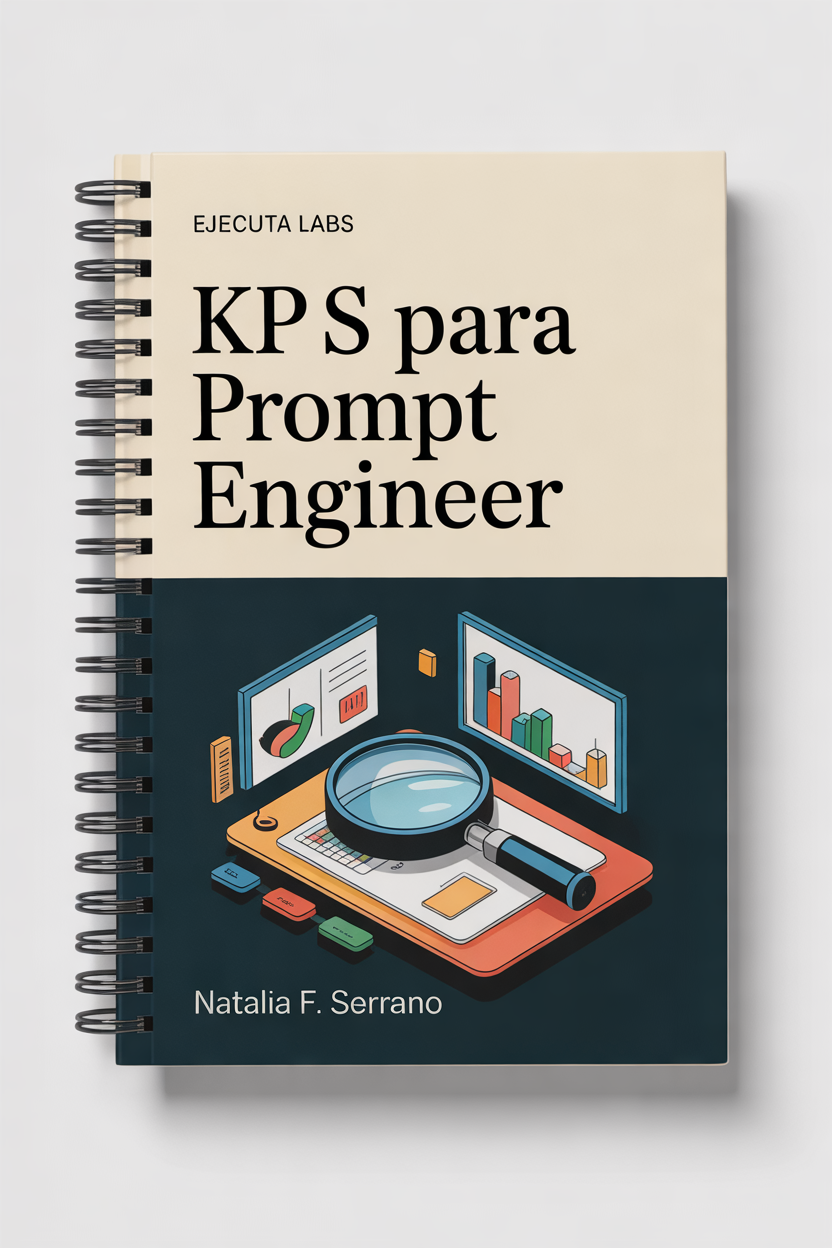 EJECUTA LABS
KP S para
Prompt
Engineer
Natalia F. Serrano